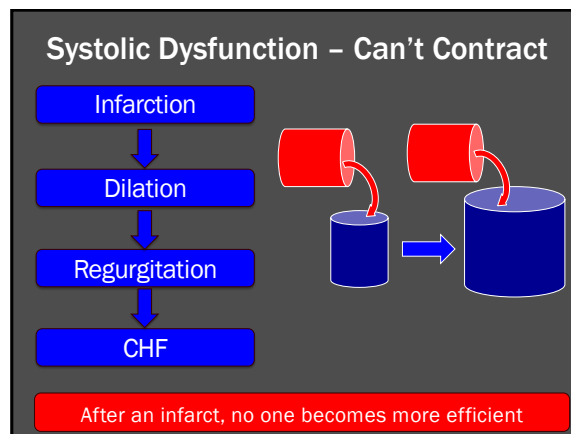 Systolic Dysfunction – Can't Contract
Infarction
Dilation
Regurgitation
CHF
After an infarct, no one becomes more efficient